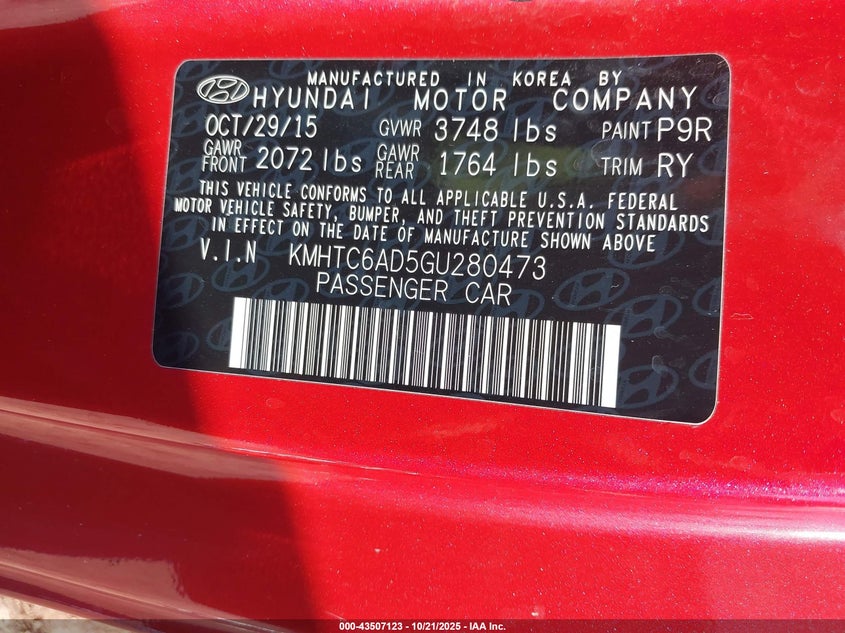 MANUFACTURED IN KOREA BY
HYUNDAI MOTOR COMPANY
OCT/29/15 GVWR 3748 lbs PAINT P9R
GAWR FRONT 2072 lbs GAWR REAR 1764 lbs TRIM RY
THIS VEHICLE CONFORMS TO ALL APPLICABLE U.S.A. FEDERAL
MOTOR VEHICLE SAFETY, BUMPER, AND THEFT PREVENTION STANDARDS
IN EFFECT ON THE DATE OF MANUFACTURE SHOWN ABOVE
V.I.N KMHTC6AD5GU280473
PASSENGER CAR
000-43507123 - 10/21/2025 - IAA Inc.